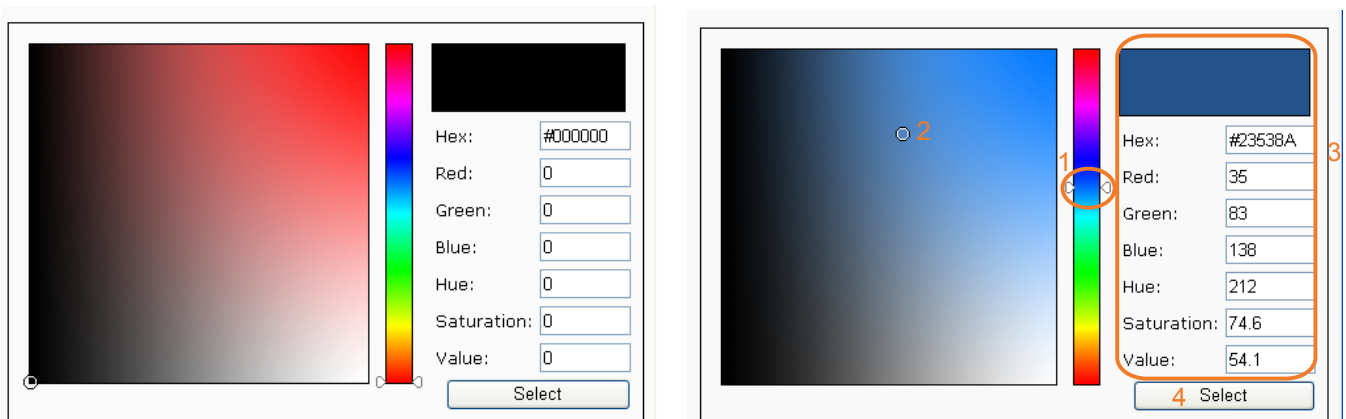 Hex: #000000
Red: 0
Green: 0
Blue: 0
Hue: 0
Saturation: 0
Value: 0
Select
2
1
3
Hex: #23538A
Red: 35
Green: 83
Blue: 138
Hue: 212
Saturation: 74.6
Value: 54.1
4 Select